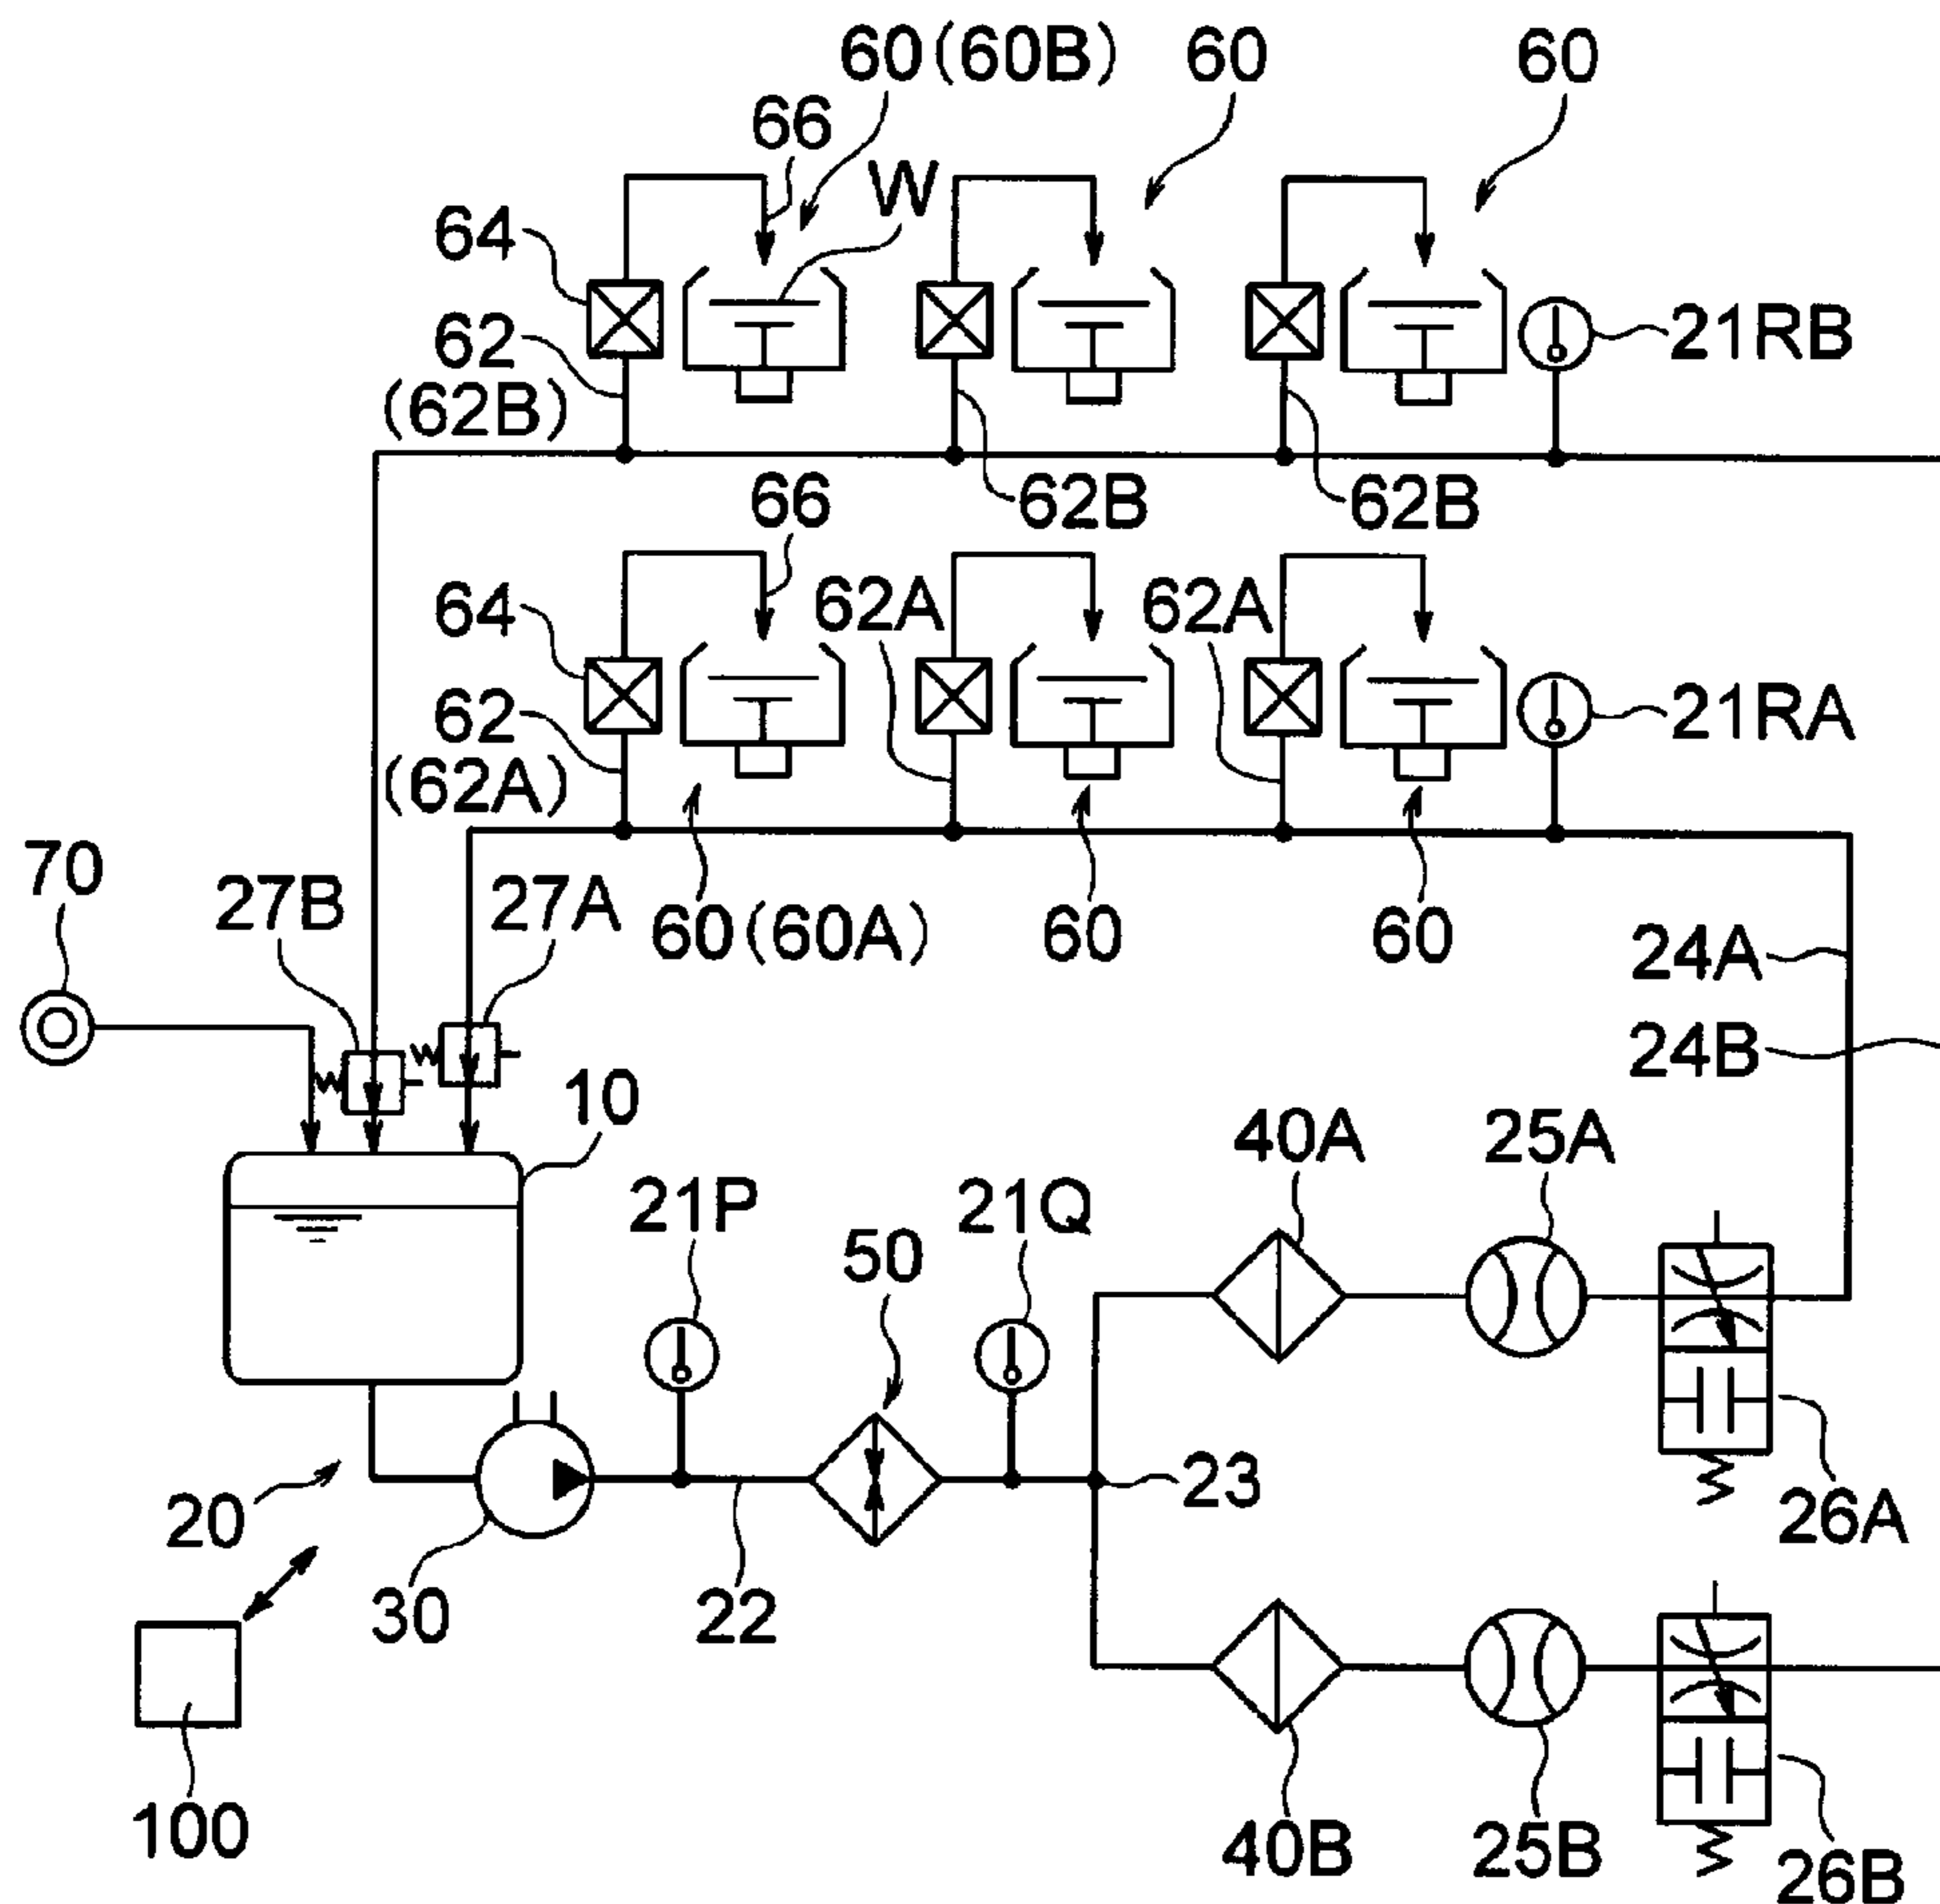 60(60B) 60 60
66
W
64
62
(62B)
21RB
62B 62B
66
64
62A 62A
62
(62A)
21RA
70
27B 27A
60(60A) 60 60
24A
24B
10
40A 25A
21P 21Q
50
20
30
22
23
26A
100
40B 25B 26B